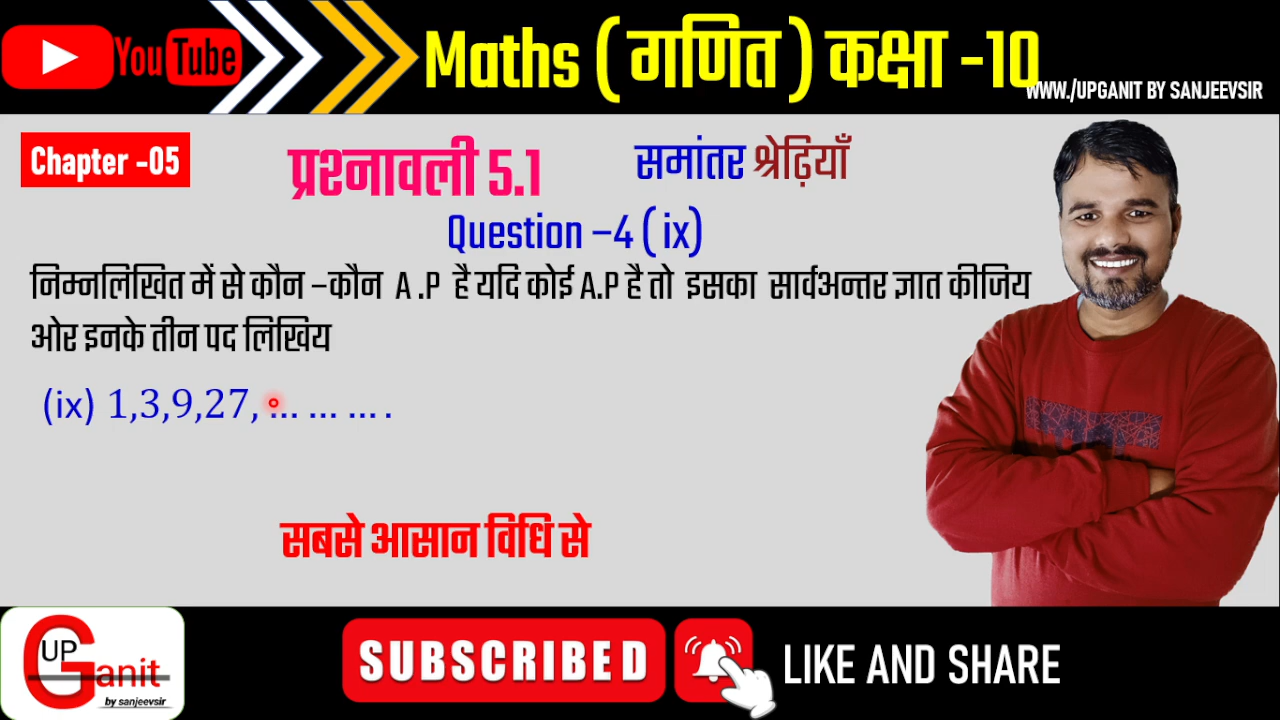 YouTube
Maths ( गणित ) कक्षा -10
WWW./UPGANIT BY SANJEEVSIR
Chapter -05
प्रश्नावली 5.1
समांतर श्रेढ़ियाँ
Question –4 ( ix)
निम्नलिखित में से कौन –कौन A .P है यदि कोई A.P है तो इसका सार्वअन्तर ज्ञात कीजिय
ओर इनके तीन पद लिखिय
(ix) 1,3,9,27, ... ... ... .
सबसे आसान विधि से
UP
Ganit
by sanjeevsir
SUBSCRIBED
LIKE AND SHARE